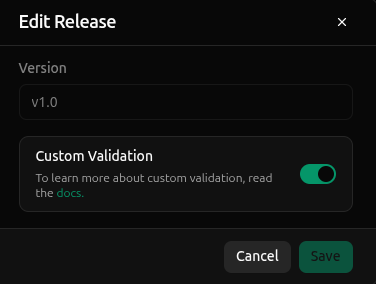 Edit Release
Version
v1.0
Custom Validation
To learn more about custom validation, read
the docs.
Cancel
Save